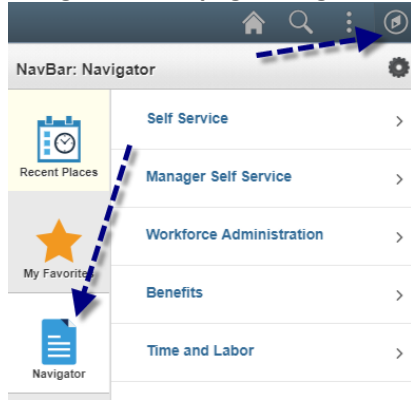 NavBar: Navigator
Self Service
Recent Places
Manager Self Service
Workforce Administration
My Favorites
Benefits
Time and Labor
Navigator